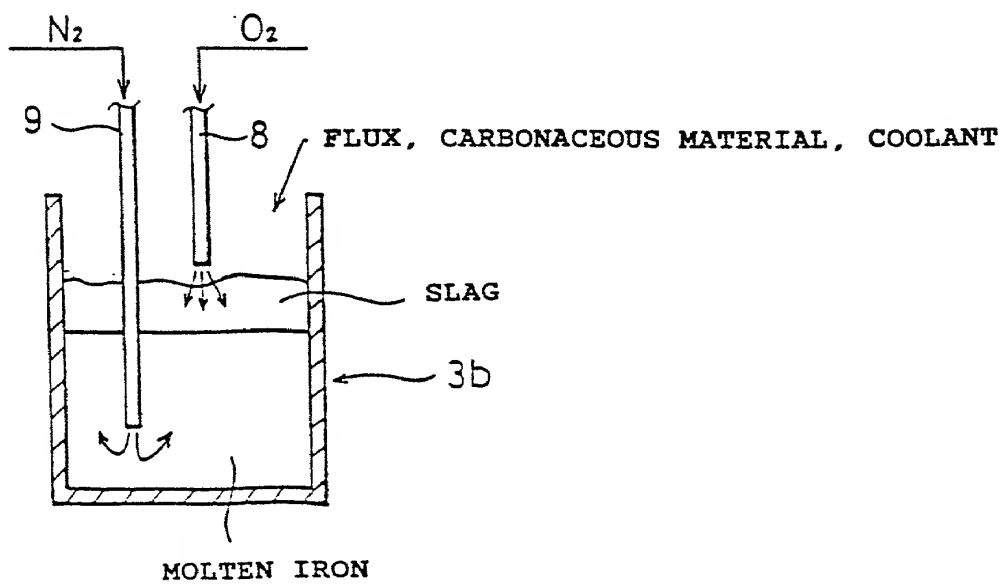 N₂ O₂
9 8
FLUX, CARBONACEOUS MATERIAL, COOLANT
SLAG
3b
MOLTEN IRON